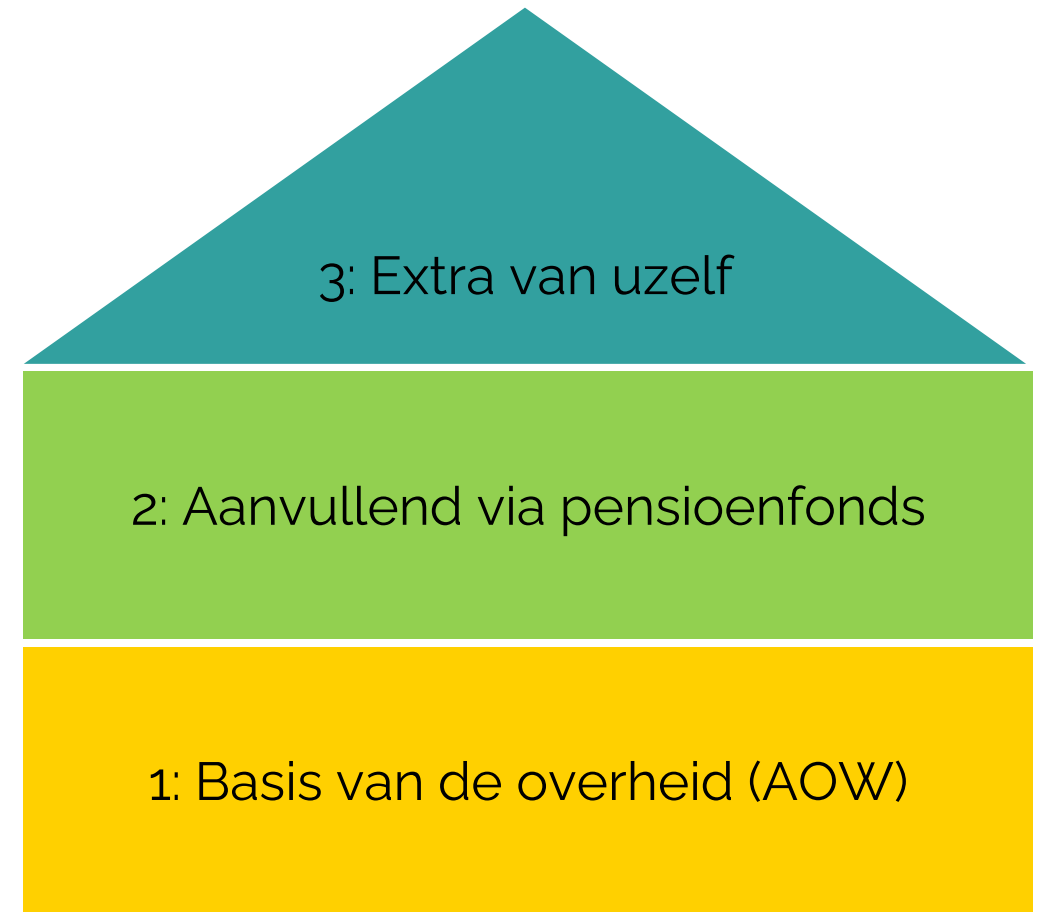 3: Extra van uzelf
2: Aanvullend via pensioenfonds
1: Basis van de overheid (AOW)